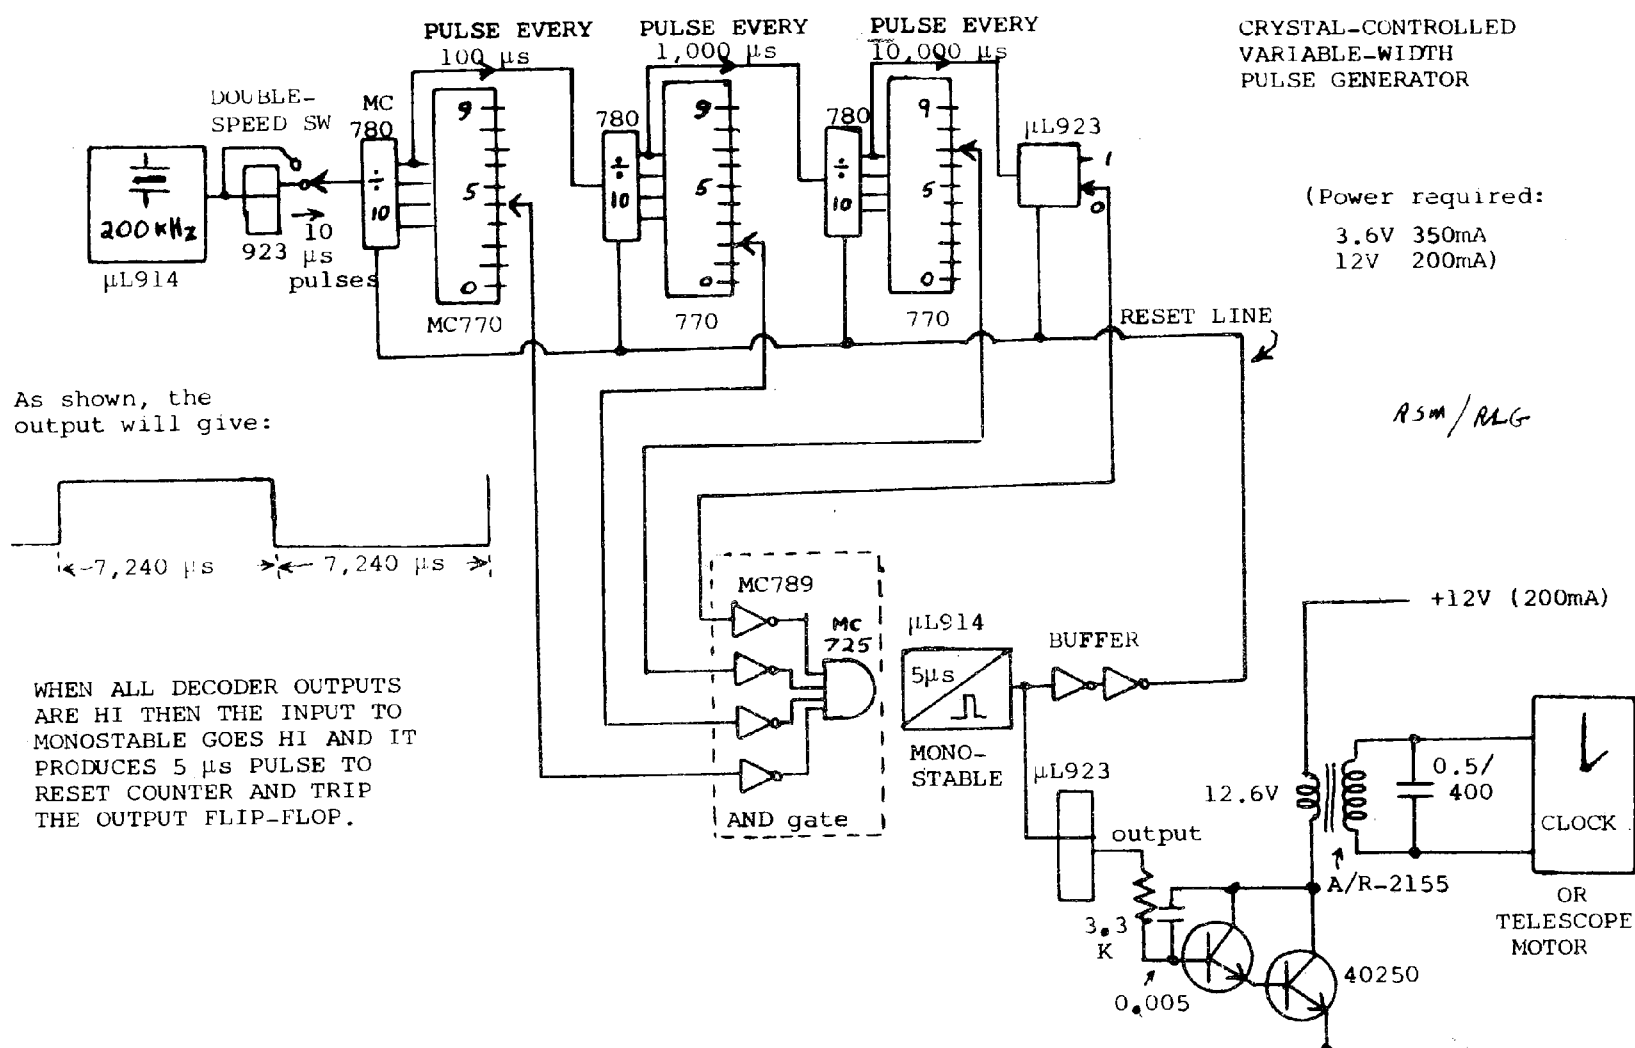 CRYSTAL-CONTROLLED
VARIABLE-WIDTH
PULSE GENERATOR
PULSE EVERY
100 µs
PULSE EVERY
1,000 µs
PULSE EVERY
10,000 µs
DOUBLE-
SPEED SW
MC
780
780
780
µL923
9
5
0
9
5
0
9
5
0
÷
10
÷
10
÷
10
1
0
200 kHz
µL914
923
10
µs
pulses
MC770
770
770
(Power required:
3.6V 350mA
12V 200mA)
RESET LINE
RSM/RLG
As shown, the
output will give:
7,240 µs
7,240 µs
WHEN ALL DECODER OUTPUTS
ARE HI THEN THE INPUT TO
MONOSTABLE GOES HI AND IT
PRODUCES 5 µs PULSE TO
RESET COUNTER AND TRIP
THE OUTPUT FLIP-FLOP.
MC789
MC
725
AND gate
µL914
5µs
MONO-
STABLE
BUFFER
µL923
output
3.3
K
0.005
40250
+12V (200mA)
12.6V
A/R-2155
0.5/
400
CLOCK
OR
TELESCOPE
MOTOR